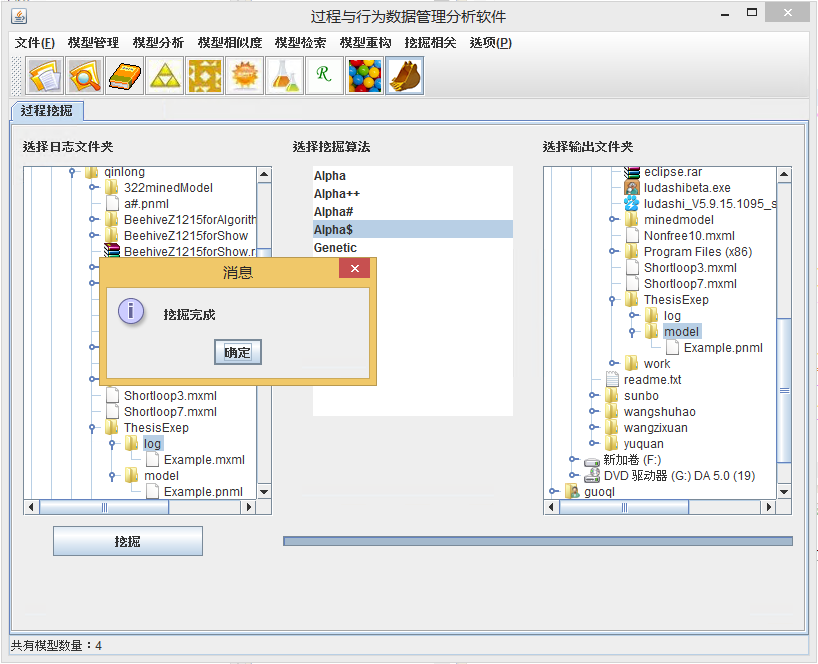 过程与行为数据管理分析软件
文件(F) 模型管理 模型分析 模型相似度 模型检索 模型重构 挖掘相关 选项(P)
R
过程挖掘
选择日志文件夹
qinlong
322minedModel
a#.pnml
BeehiveZ1215forAlgorith
BeehiveZ1215forShow
BeehiveZ1215forShow.r
Shortloop3.mxml
Shortloop7.mxml
ThesisExep
log
Example.mxml
model
Example.pnml
挖掘
选择挖掘算法
Alpha
Alpha++
Alpha#
Alpha$
Genetic
消息
挖掘完成
确定
选择输出文件夹
eclipse.rar
ludashibeta.exe
ludashi_V5.9.15.1095_s
minedmodel
Nonfree10.mxml
Program Files (x86)
Shortloop3.mxml
Shortloop7.mxml
ThesisExep
log
model
Example.pnml
work
readme.txt
sunbo
wangshuhao
wangzixuan
yuquan
新加卷 (F:)
DVD 驱动器 (G:) DA 5.0 (19)
guoql
共有模型数量：4